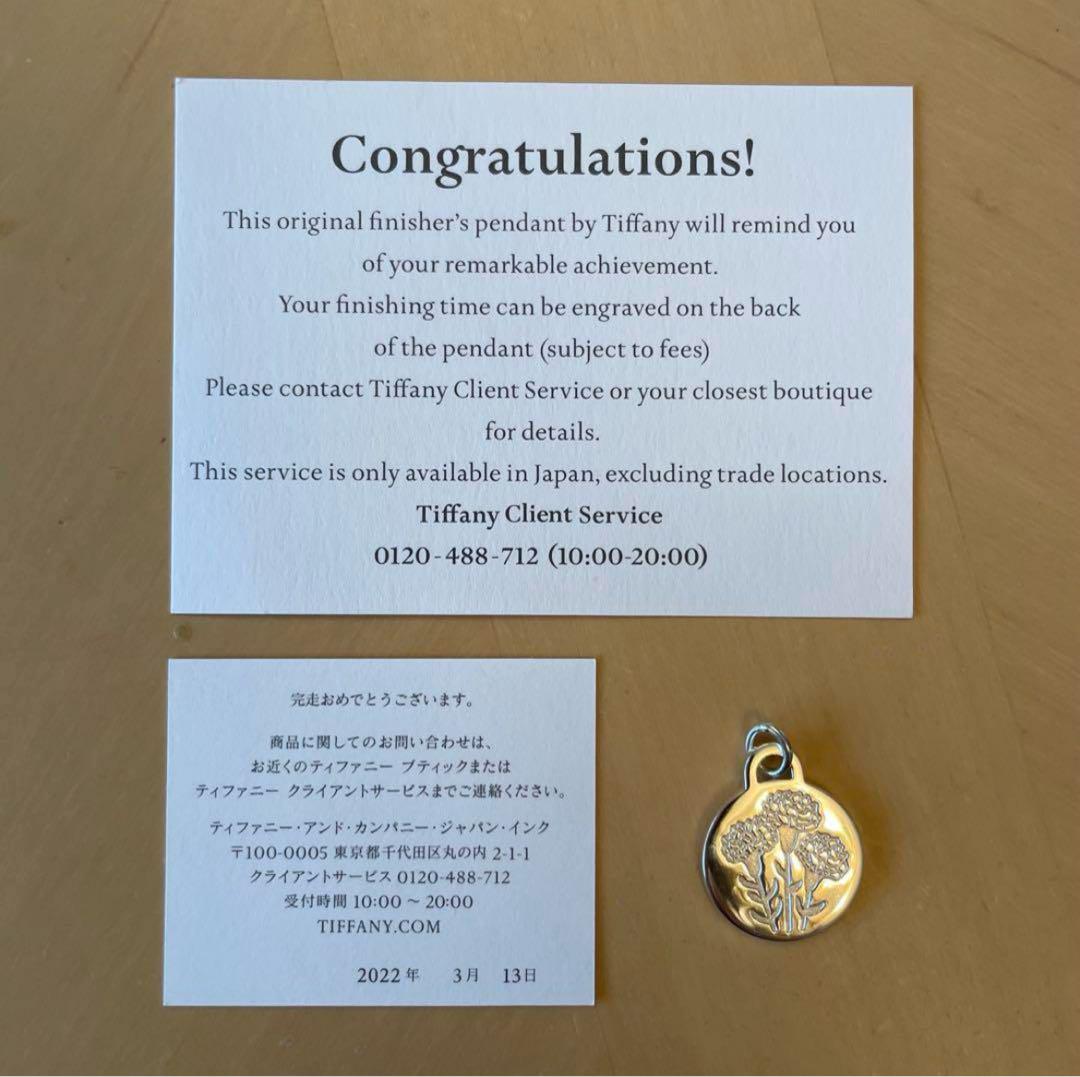 Congratulations!
This original finisher's pendant by Tiffany will remind you
of your remarkable achievement.
Your finishing time can be engraved on the back
of the pendant (subject to fees)
Please contact Tiffany Client Service or your closest boutique
for details.
This service is only available in Japan, excluding trade locations.
Tiffany Client Service
0120-488-712 (10:00-20:00)
完走おめでとうございます。
商品に関してのお問い合わせは、
お近くのティファニー ブティックまたは
ティファニー クライアントサービスまでご連絡ください。
ティファニー・アンド・カンパニー・ジャパン・インク
〒100-0005 東京都千代田区丸の内 2-1-1
クライアントサービス 0120-488-712
受付時間 10:00 ~ 20:00
TIFFANY.COM
2022年 3月 13日